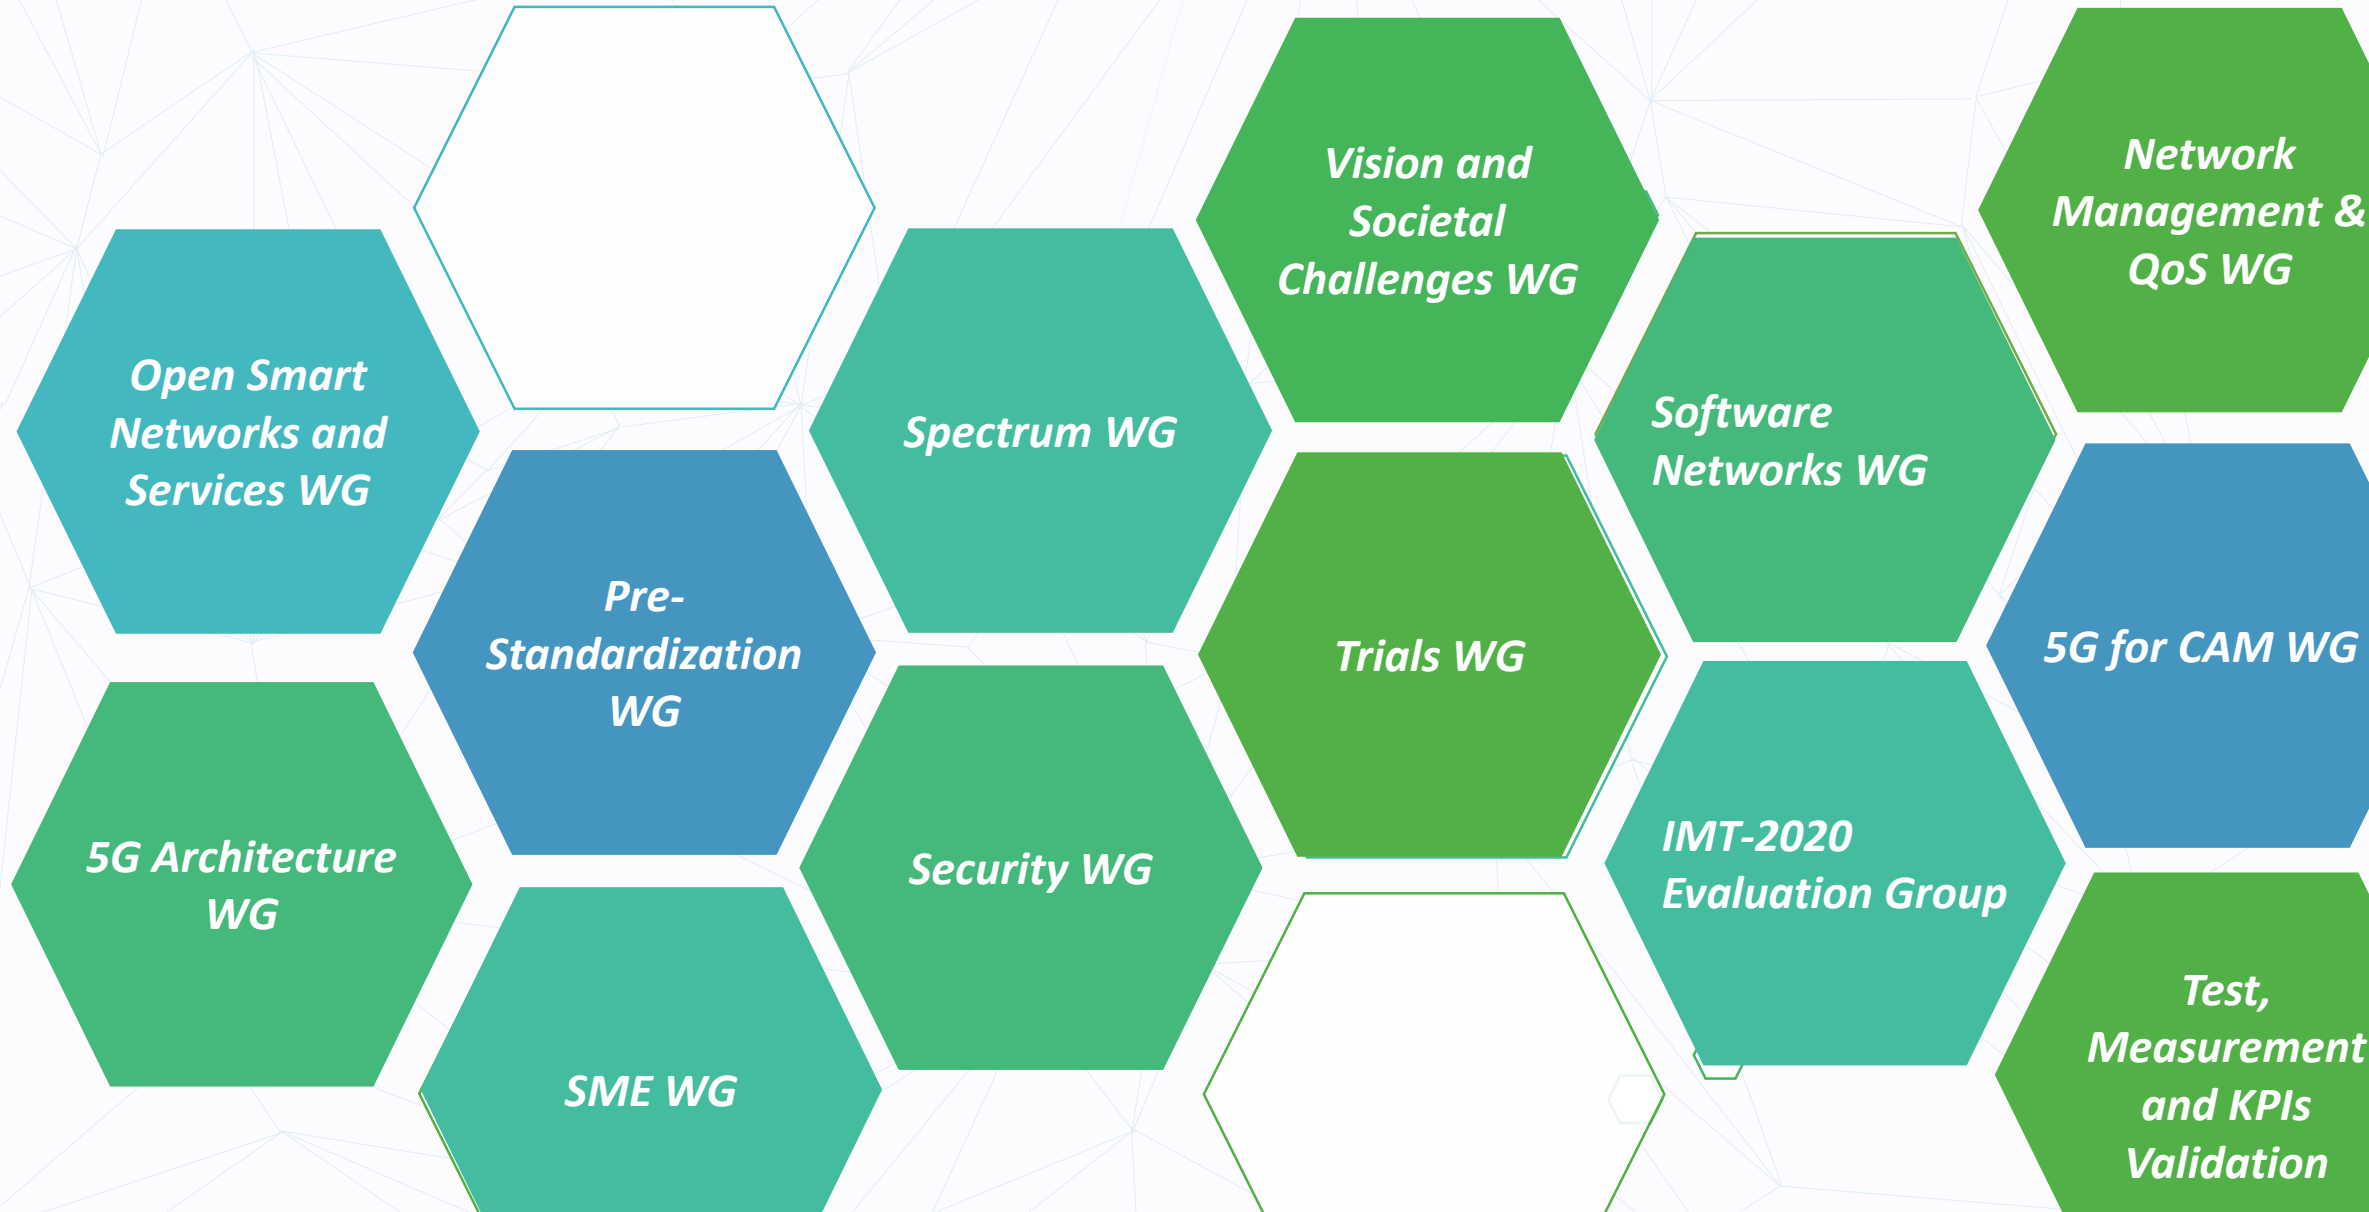 Open Smart
Networks and
Services WG
5G Architecture
WG
Pre-
Standardization
WG
SME WG
Spectrum WG
Security WG
Vision and
Societal
Challenges WG
Trials WG
Software
Networks WG
IMT-2020
Evaluation Group
Network
Management &
QoS WG
5G for CAM WG
Test,
Measurement
and KPIs
Validation